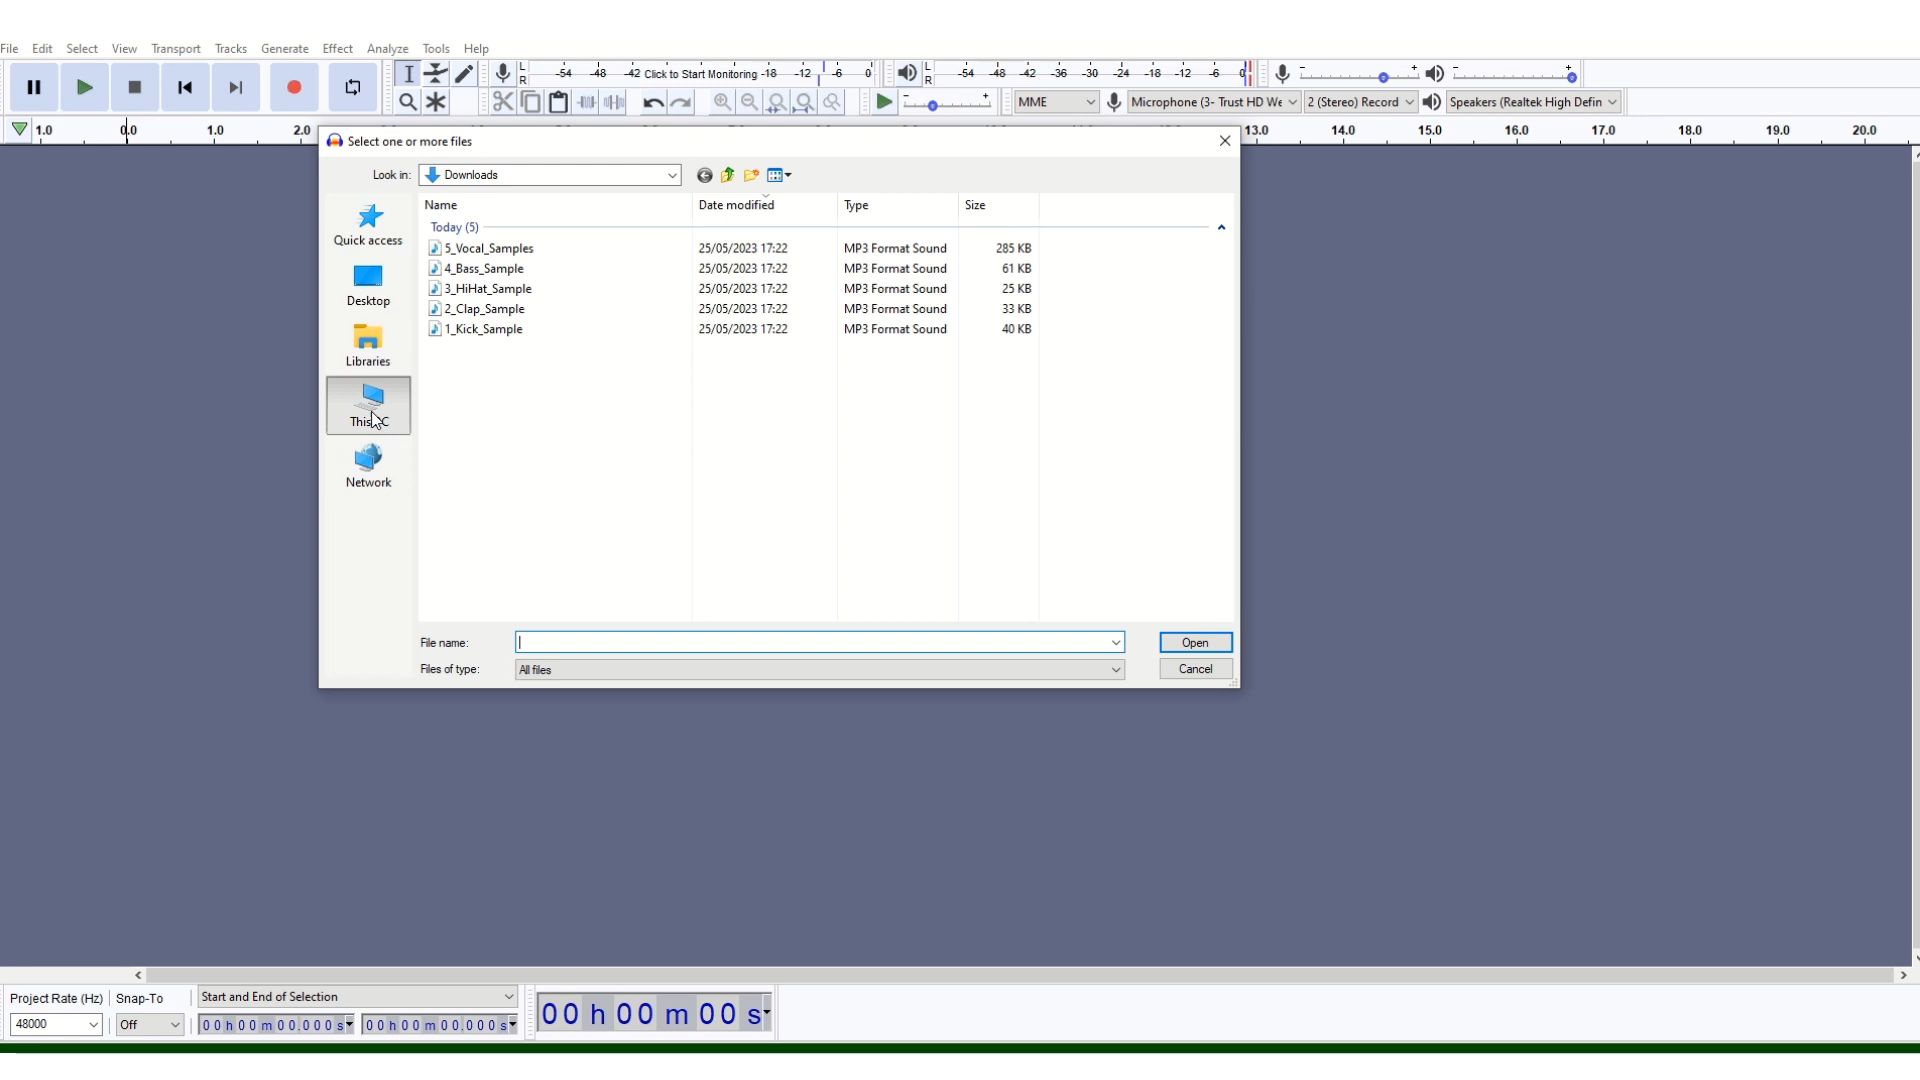 File Edit Select View Transport Tracks Generate Effect Analyze Tools Help
L R -54 -48 -42 Click to Start Monitoring -18 -12 -6 0 L R -54 -48 -42 -36 -30 -24 -18 -12 -6 0 - + - +
- + MME Microphone (3- Trust HD We 2 (Stereo) Record Speakers (Realtek High Defin
1.0 0.0 1.0 2.0 13.0 14.0 15.0 16.0 17.0 18.0 19.0 20.0
Select one or more files
Look in: Downloads
Quick access
Desktop
Libraries
This PC
Network
Name Date modified Type Size
Today (5)
5_Vocal_Samples 25/05/2023 17:22 MP3 Format Sound 285 KB
4_Bass_Sample 25/05/2023 17:22 MP3 Format Sound 61 KB
3_HiHat_Sample 25/05/2023 17:22 MP3 Format Sound 25 KB
2_Clap_Sample 25/05/2023 17:22 MP3 Format Sound 33 KB
1_Kick_Sample 25/05/2023 17:22 MP3 Format Sound 40 KB
File name: Open
Files of type: All files Cancel
Project Rate (Hz) Snap-To Start and End of Selection
48000 Off 00h00m00.000s 00h00m00.000s
00 h 00 m 00 s